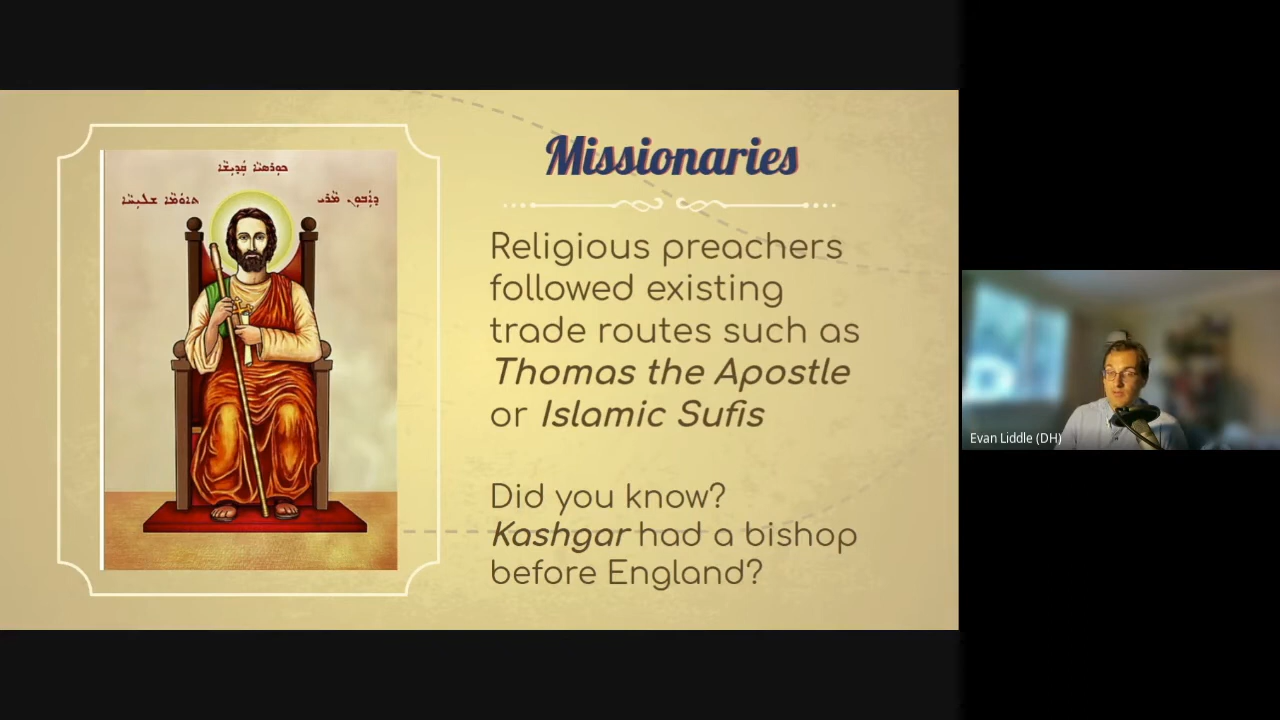 Missionaries
Religious preachers
followed existing
trade routes such as
Thomas the Apostle
or Islamic Sufis
Did you know?
Kashgar had a bishop
before England?
Evan Liddle (DH)